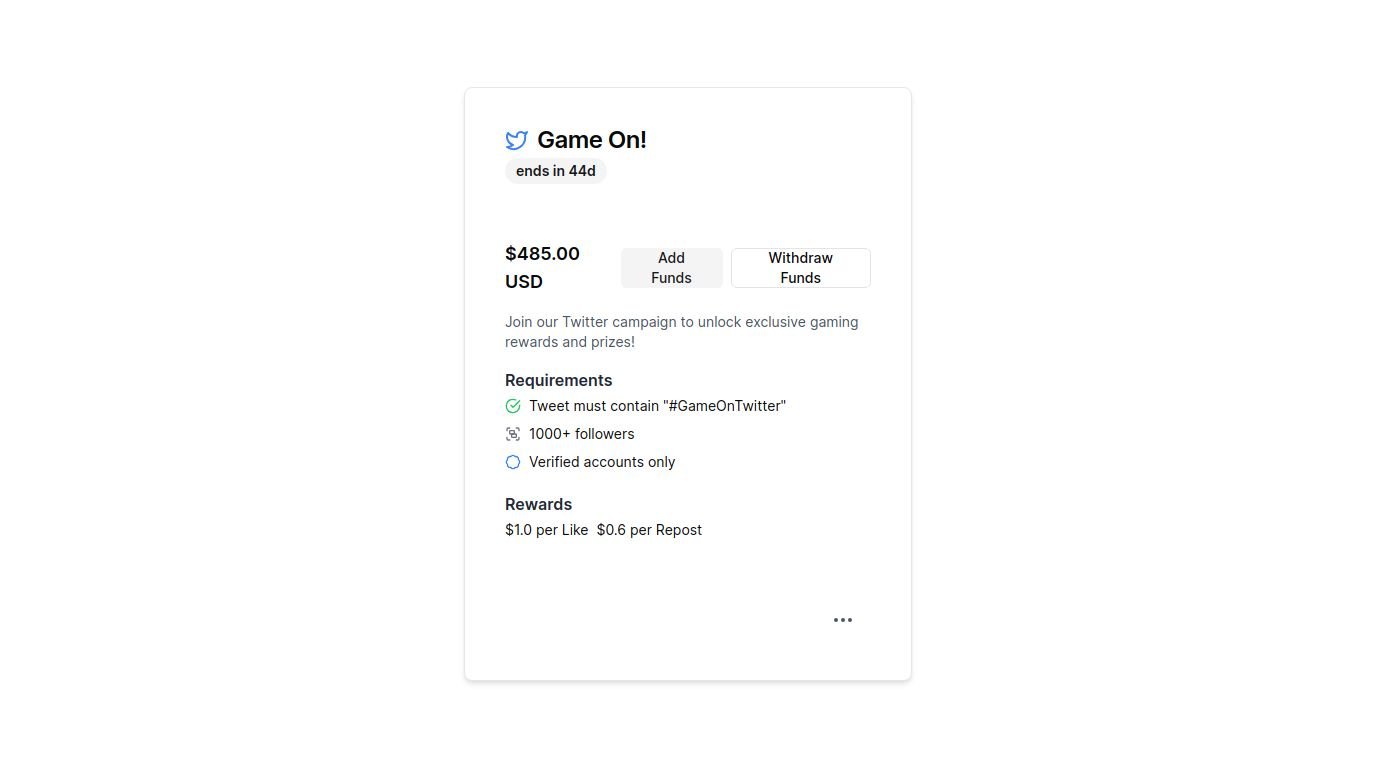 Game On!
ends in 44d
$485.00
USD
Add
Funds
Withdraw
Funds
Join our Twitter campaign to unlock exclusive gaming
rewards and prizes!
Requirements
Tweet must contain "#GameOnTwitter"
1000+ followers
Verified accounts only
Rewards
$1.0 per Like  $0.6 per Repost